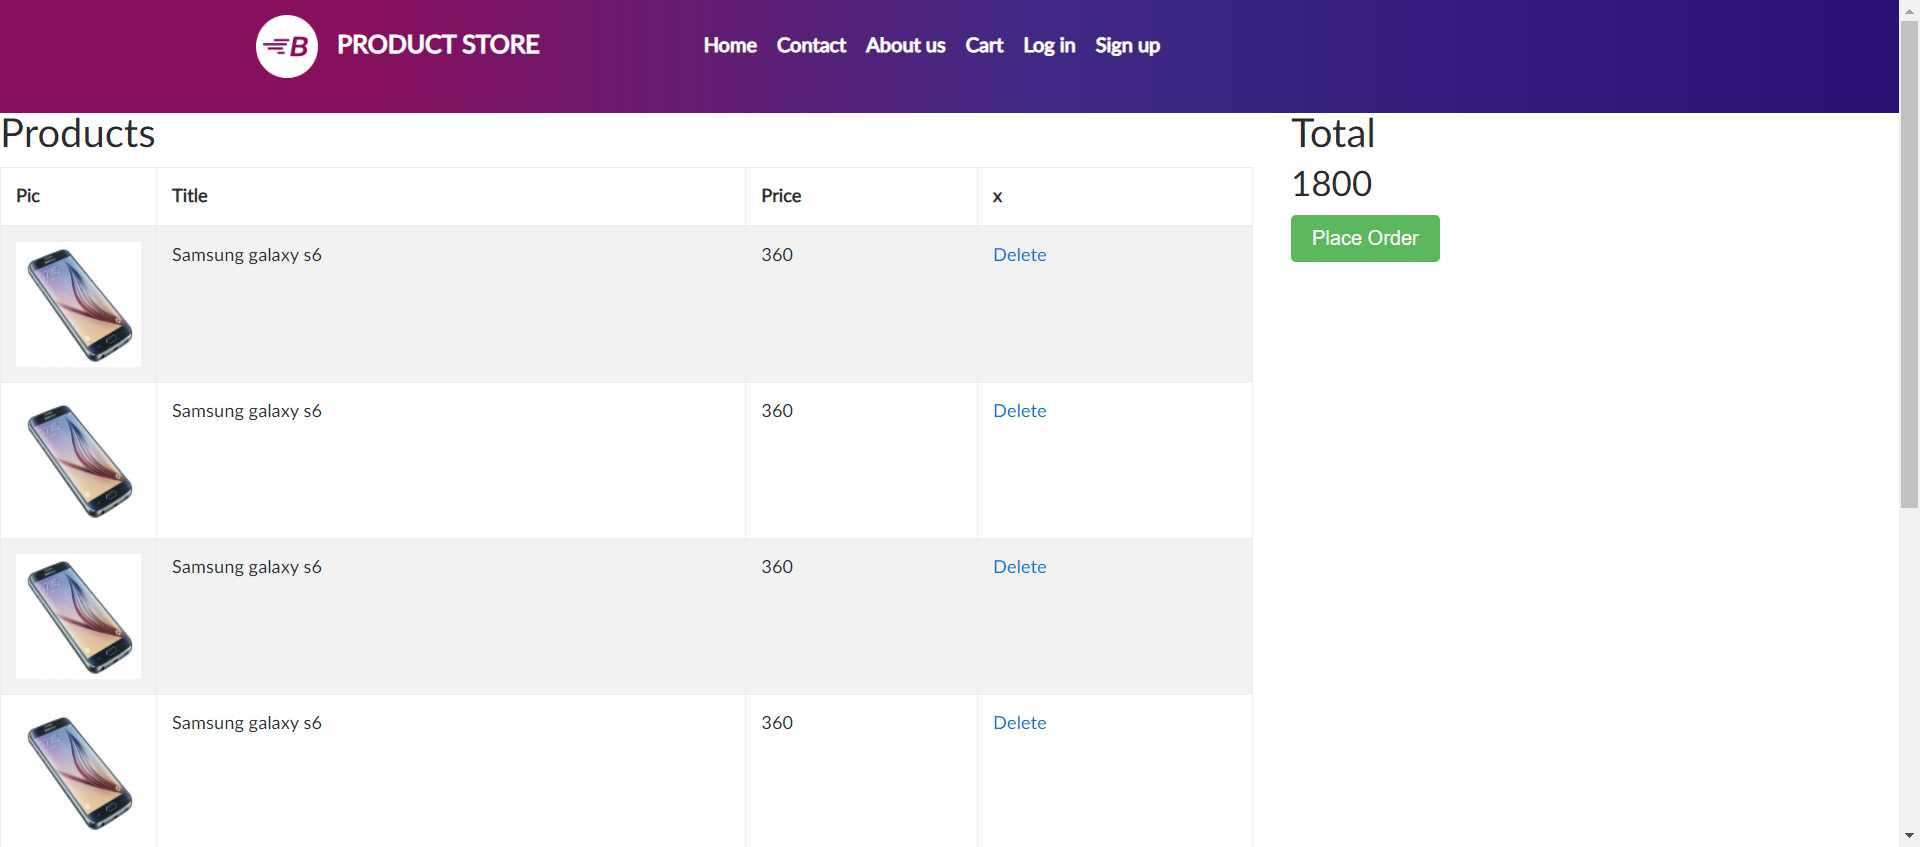 B PRODUCT STORE Home Contact About us Cart Log in Sign up
Products
Total
1800
Place Order
Pic Title Price x
Samsung galaxy s6 360 Delete
Samsung galaxy s6 360 Delete
Samsung galaxy s6 360 Delete
Samsung galaxy s6 360 Delete